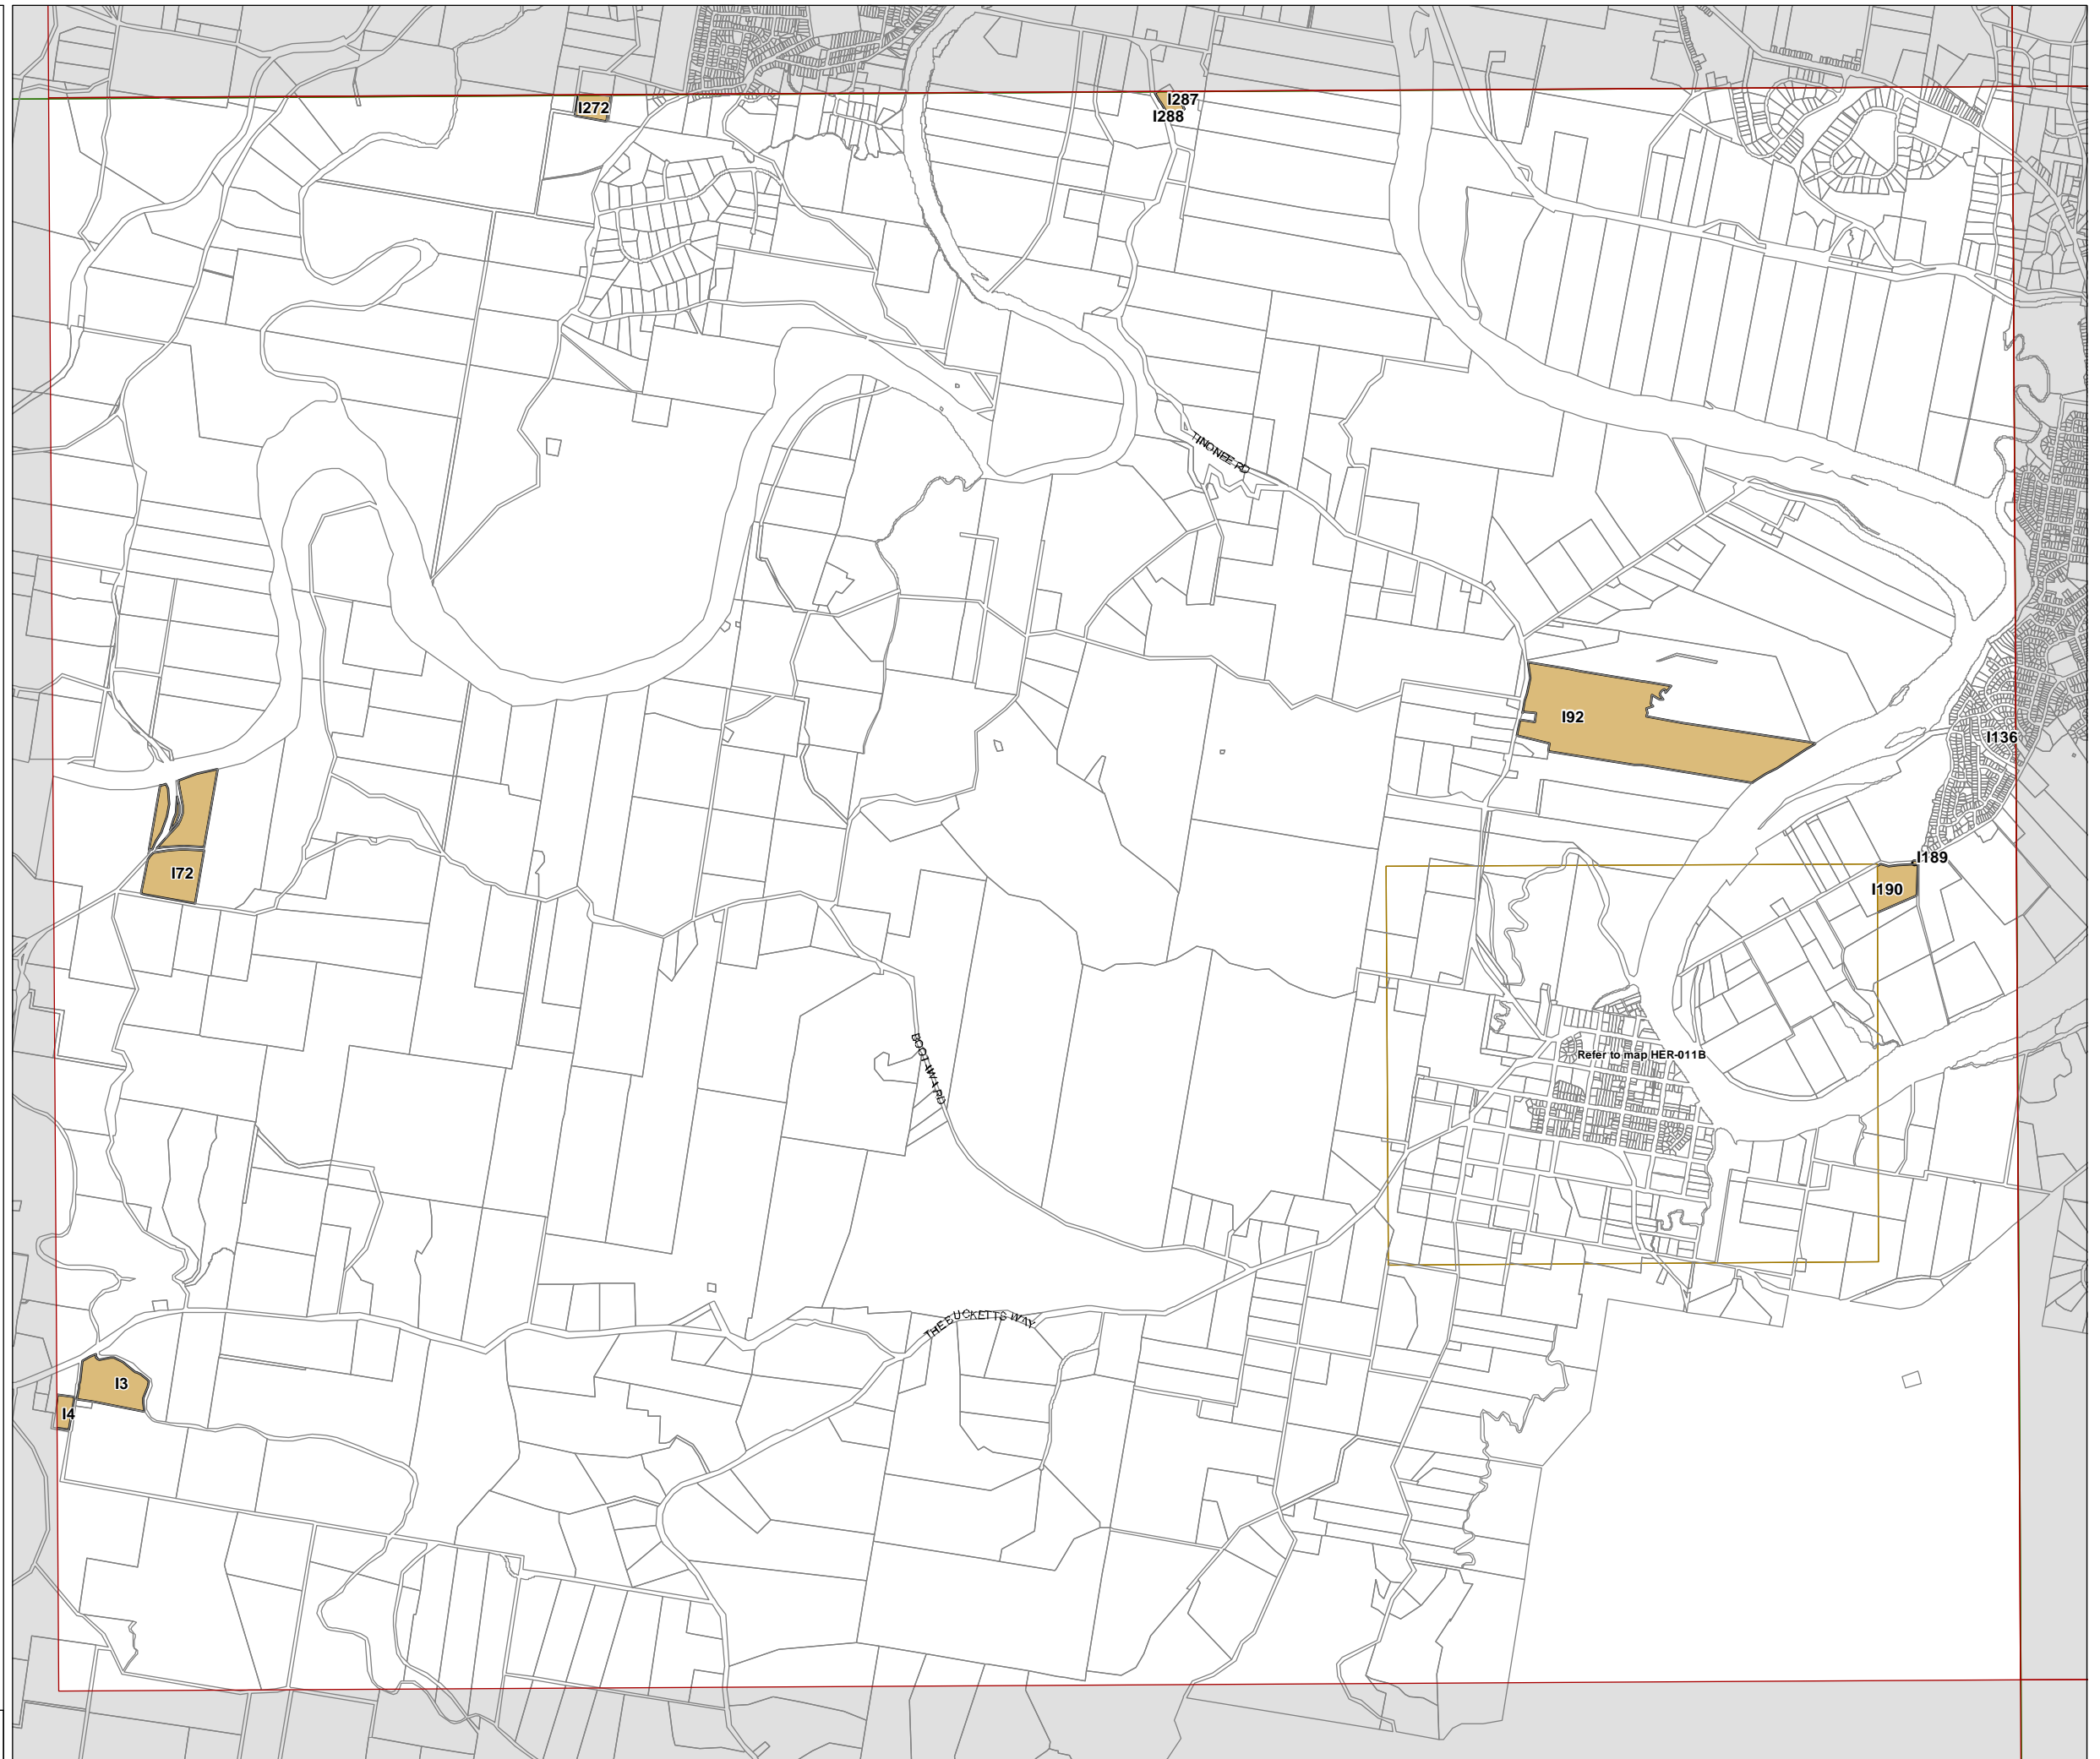 I272
I287
I288
TINONEE RD
I92
I136
I72
I189
I190
BOOTAWA RD
Refer to map HER-011B
THE BUCKETTS WAY
I3
I4